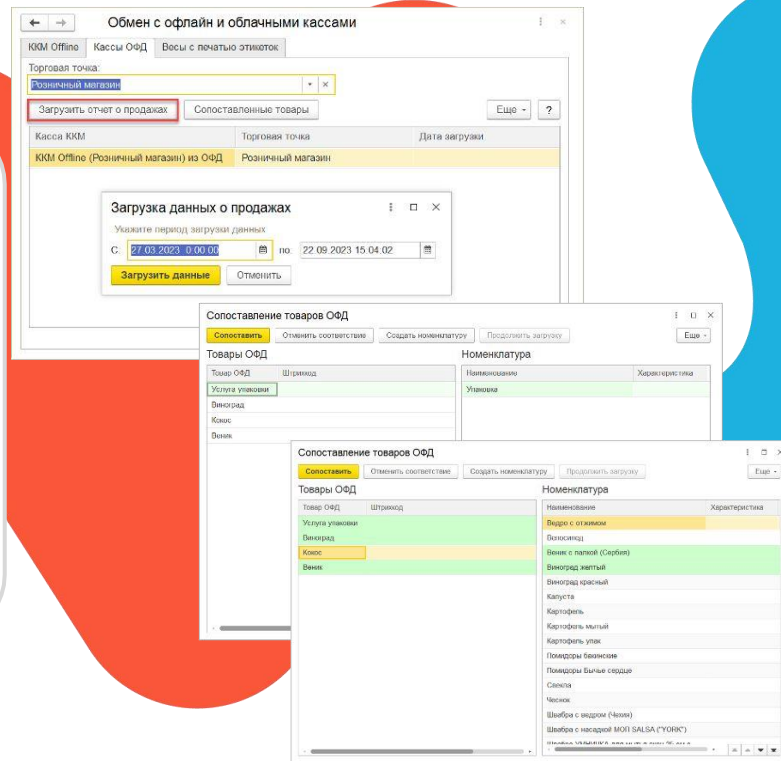 Обмен с офлайн и облачными кассами
ККМ Offline Кассы ОФД Весы с печатью этикеток
Торговая точка:
Розничный магазин
Загрузить отчет о продажах Сопоставленные товары Еще ?
Касса ККМ Торговая точка Дата загрузки
ККМ Offline (Розничный магазин) из ОФД Розничный магазин
Загрузка данных о продажах
Укажите период загрузки данных
С: 27.03.2023 0:00:00 по: 22.09.2023 15:04:02
Загрузить данные Отменить
Сопоставление товаров ОФД
Сопоставить Отменить соответствие Создать номенклатуру Продолжить загрузку Еще
Товары ОФД Номенклатура
Товар ОФД Штрихкод Наименование Характеристика
Услуга упаковки Упаковка
Виноград
Кокос
Веник
Сопоставление товаров ОФД
Сопоставить Отменить соответствие Создать номенклатуру Продолжить загрузку Еще
Товары ОФД Номенклатура
Товар ОФД Штрихкод Наименование Характеристика
Услуга упаковки Ведро с отжимом
Виноград Велосипед
Кокос Веник с палкой (Сербия)
Веник Виноград желтый
Виноград красный
Капуста
Картофель
Картофель мытый
Картофель упак
Помидоры бакинские
Помидоры Бычье сердце
Свекла
Чеснок
Швабра с ведром (Чехия)
Швабра с насадкой МОП SALSA ("YORK")